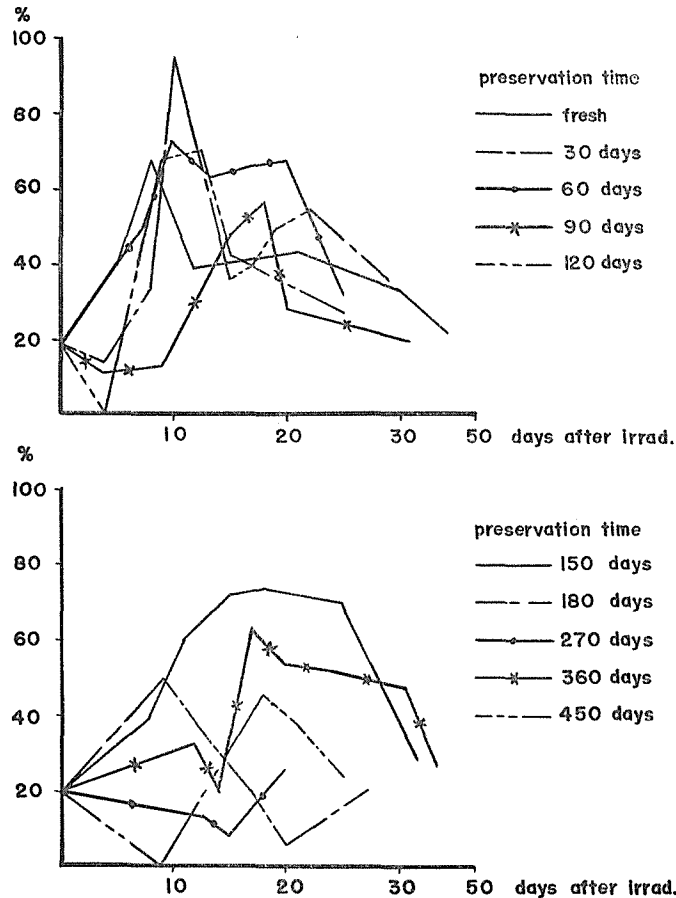 %
100
80
60
40
20
10
20
30
50
days after irrad.
preservation time
fresh
30 days
60 days
90 days
120 days
%
100
80
60
40
20
10
20
30
50
days after irrad.
preservation time
150 days
180 days
270 days
360 days
450 days